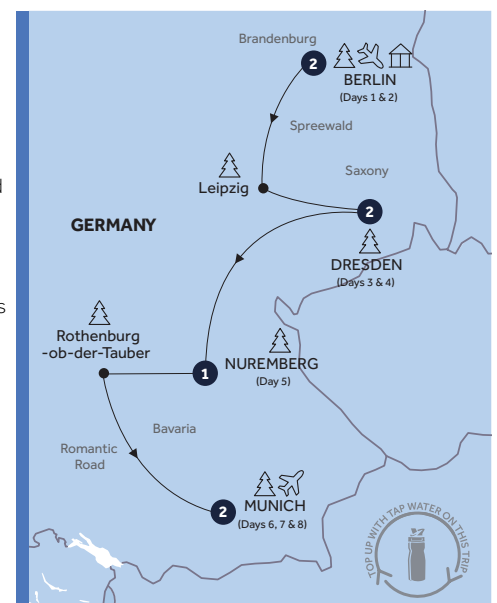 Brandenburg
2
BERLIN
(Days 1 & 2)
Spreewald
Saxony
Leipzig
2
GERMANY
DRESDEN
(Days 3 & 4)
Rothenburg
-ob-der-Tauber
NUREMBERG
1
(Day 5)
Bavaria
Romantic
Road
2
MUNICH
(Days 6, 7 & 8)
TOP UP WITH TAP WATER ON THIS TRIP